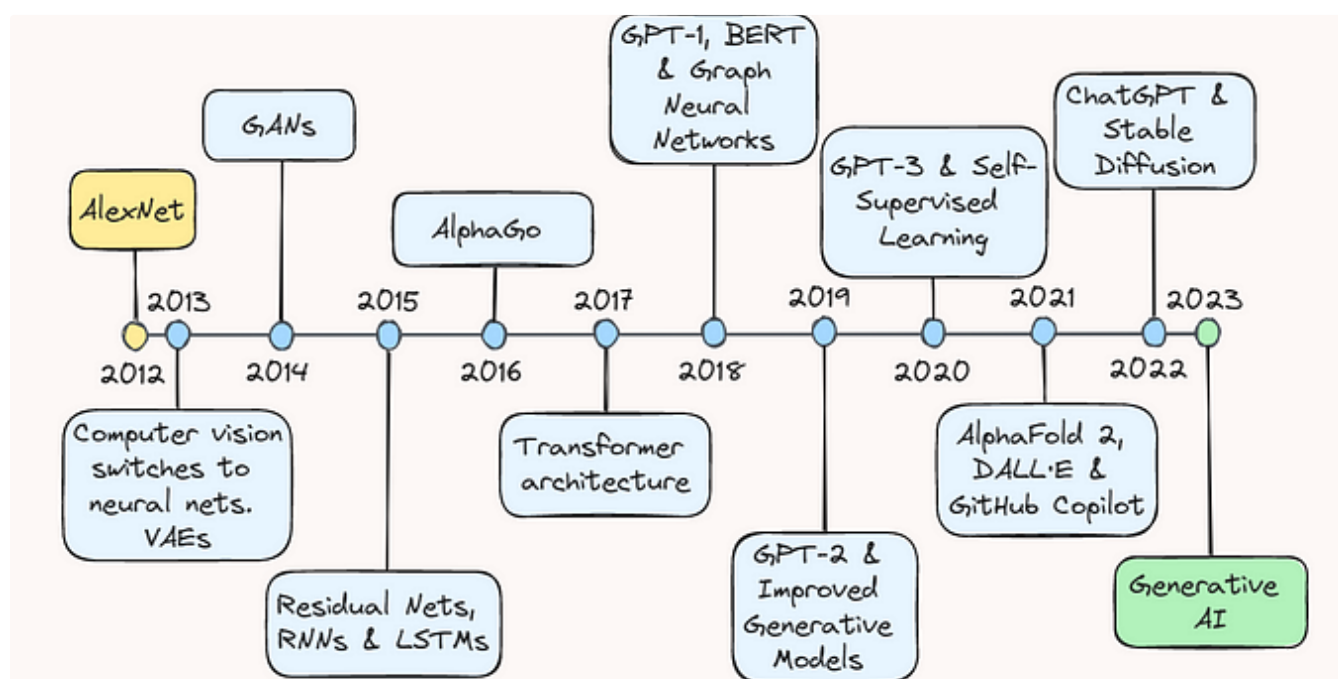 AlexNet
2012
2013
Computer vision
switches to
neural nets.
VAEs
GANs
2014
2015
Residual Nets,
RNNs & LSTMs
AlphaGo
2016
2017
Transformer
architecture
GPT-1, BERT
& Graph
Neural
Networks
2018
2019
GPT-2 &
Improved
Generative
Models
GPT-3 & Self-
Supervised
Learning
2020
2021
AlphaFold 2,
DALL·E &
GitHub Copilot
ChatGPT &
Stable
Diffusion
2022
2023
Generative
AI